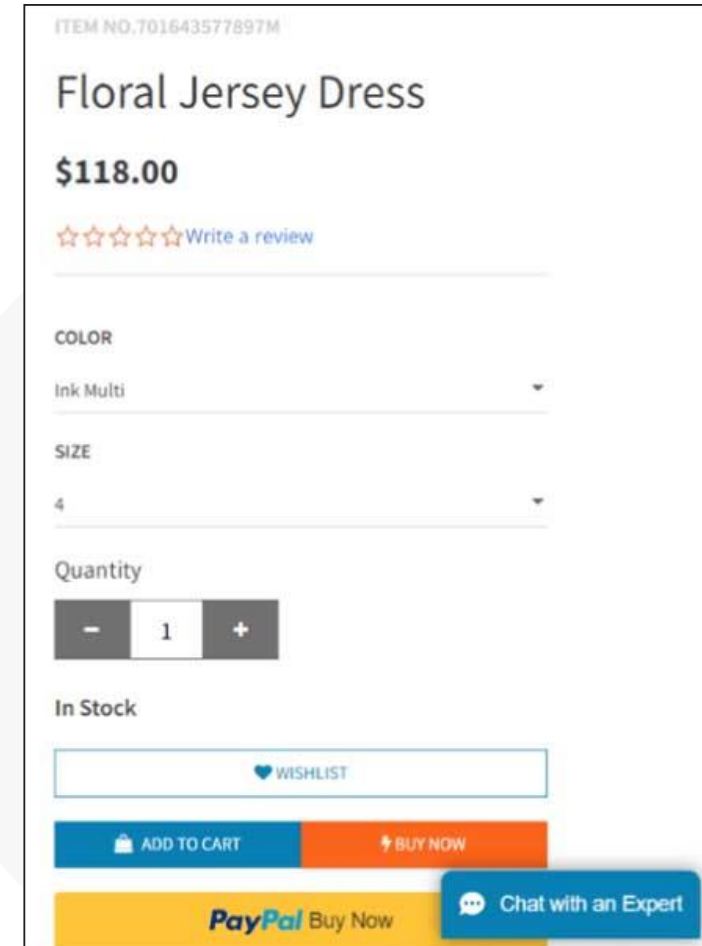 ITEM NO.701643577897M
Floral Jersey Dress
$118.00
Write a review
COLOR
Ink Multi
SIZE
4
Quantity
- 1 +
In Stock
WISHLIST
ADD TO CART BUY NOW
PayPal Buy Now
Chat with an Expert